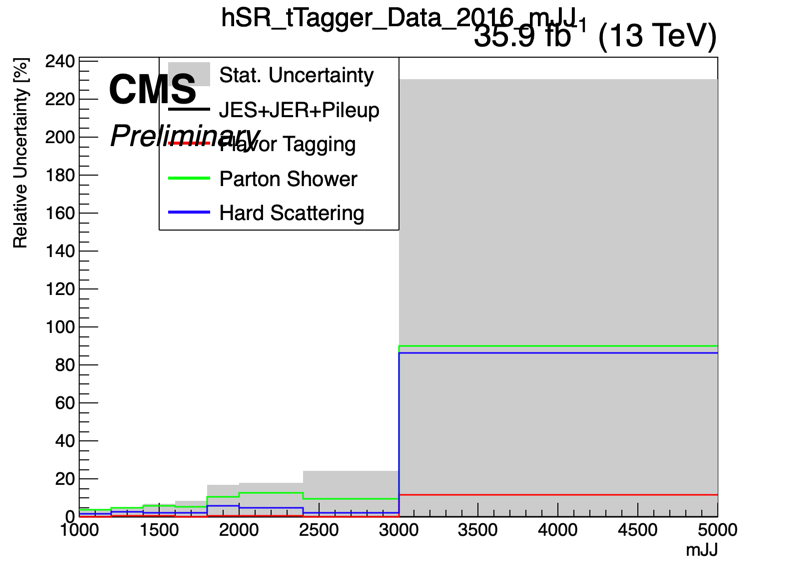 hSR_tTagger_Data_2016_mJJ
35.9 fb-1 (13 TeV)
CMS
Preliminary
Relative Uncertainty [%]
Stat. Uncertainty
JES+JER+Pileup
Flavor Tagging
Parton Shower
Hard Scattering
240
220
200
180
160
140
120
100
80
60
40
20
0
1000 1500 2000 2500 3000 3500 4000 4500 5000
mJJ